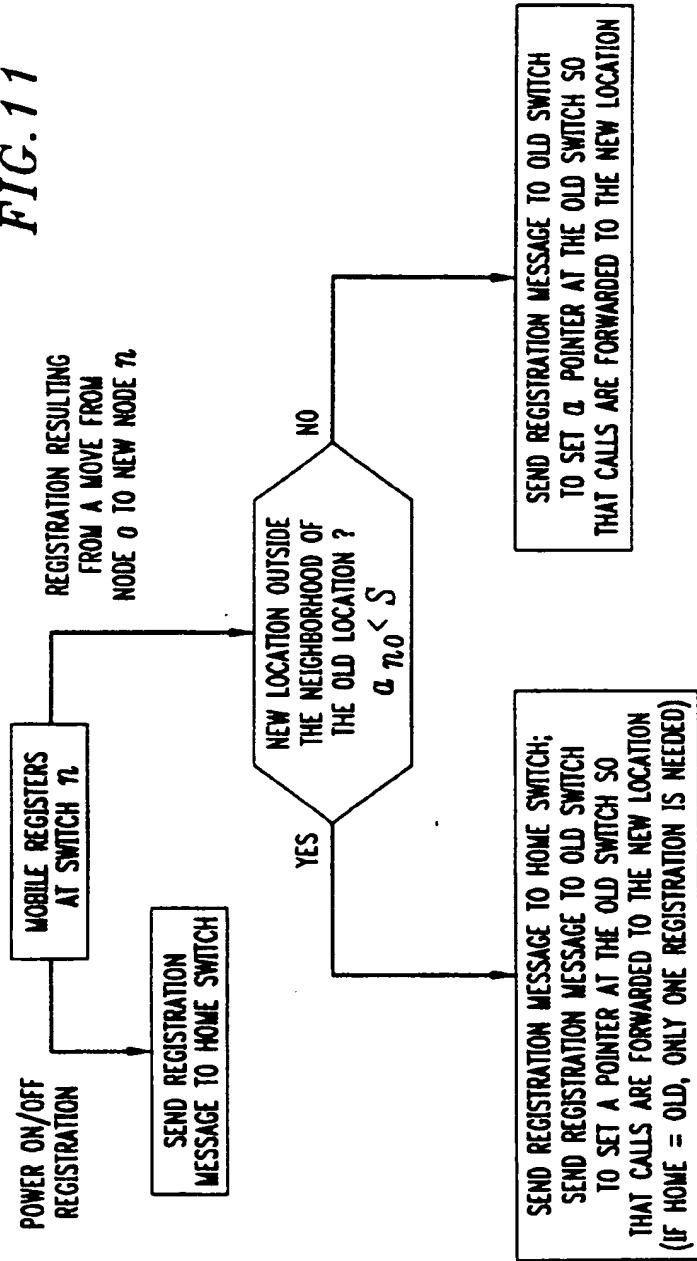 FIG. 11
MOBILE REGISTERS
AT SWITCH n
POWER ON/OFF
REGISTRATION
SEND REGISTRATION
MESSAGE TO HOME SWITCH
REGISTRATION RESULTING
FROM A MOVE FROM
NODE o TO NEW NODE n
NEW LOCATION OUTSIDE
THE NEIGHBORHOOD OF
THE OLD LOCATION ?
a no < S
YES
NO
SEND REGISTRATION MESSAGE TO HOME SWITCH;
SEND REGISTRATION MESSAGE TO OLD SWITCH
TO SET A POINTER AT THE OLD SWITCH SO
THAT CALLS ARE FORWARDED TO THE NEW LOCATION
(IF HOME = OLD, ONLY ONE REGISTRATION IS NEEDED)
SEND REGISTRATION MESSAGE TO OLD SWITCH
TO SET a POINTER AT THE OLD SWITCH SO
THAT CALLS ARE FORWARDED TO THE NEW LOCATION